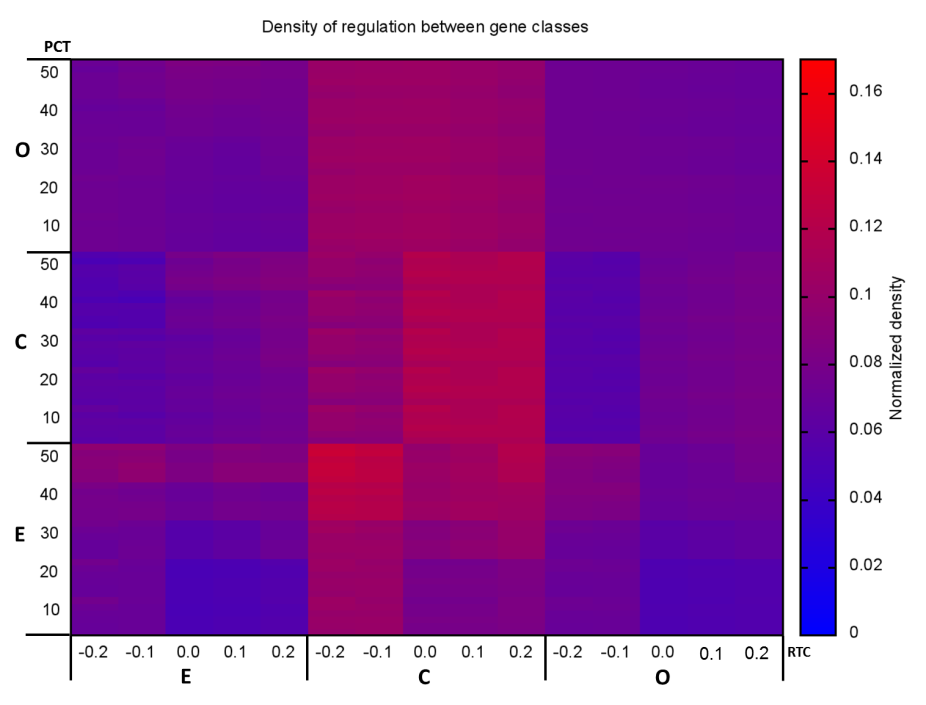 Density of regulation between gene classes
PCT
50
40
O 30
20
10
50
40
C 30
20
10
50
40
E 30
20
10
-0.2 -0.1 0.0 0.1 0.2 -0.2 -0.1 0.0 0.1 0.2 -0.2 -0.1 0.0 0.1 0.2 RTC
E C O
0.16
0.14
0.12
0.1
0.08
0.06
0.04
0.02
0
Normalized density